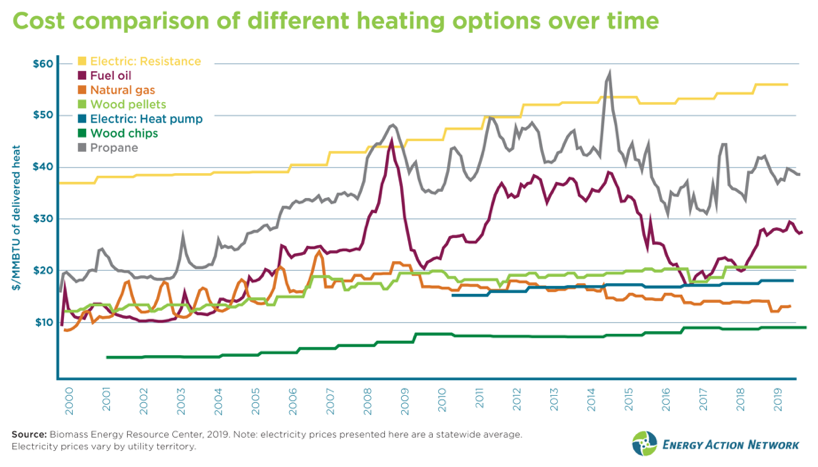 Cost comparison of different heating options over time
$/MMBTU of delivered heat
$60
$50
$40
$30
$20
$10
Electric: Resistance
Fuel oil
Natural gas
Wood pellets
Electric: Heat pump
Wood chips
Propane
2000
2001
2002
2003
2004
2005
2006
2007
2008
2009
2010
2011
2012
2013
2014
2015
2016
2017
2018
2019
Source: Biomass Energy Resource Center, 2019. Note: electricity prices presented here are a statewide average.
Electricity prices vary by utility territory.
ENERGY ACTION NETWORK